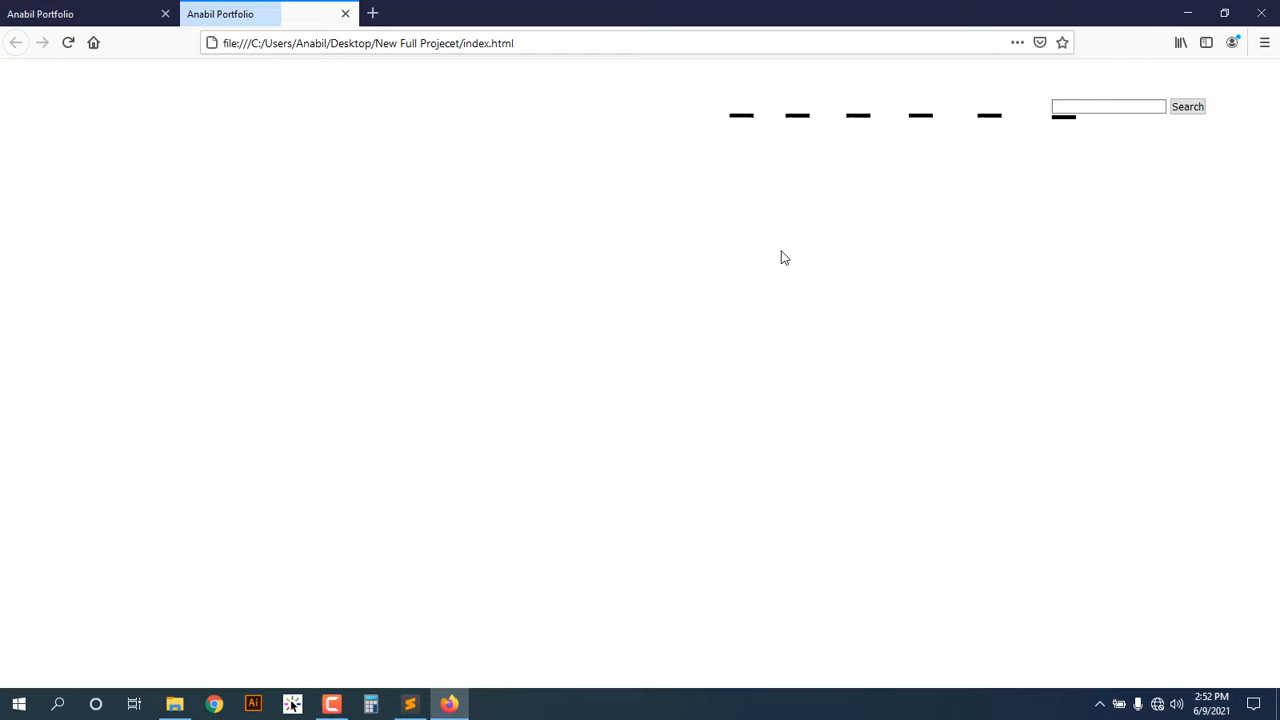 Anabil Portfolio
Anabil Portfolio
file:///C:/Users/Anabil/Desktop/New Full Projecet/index.html
Search
Ai
2:52 PM
6/9/2021